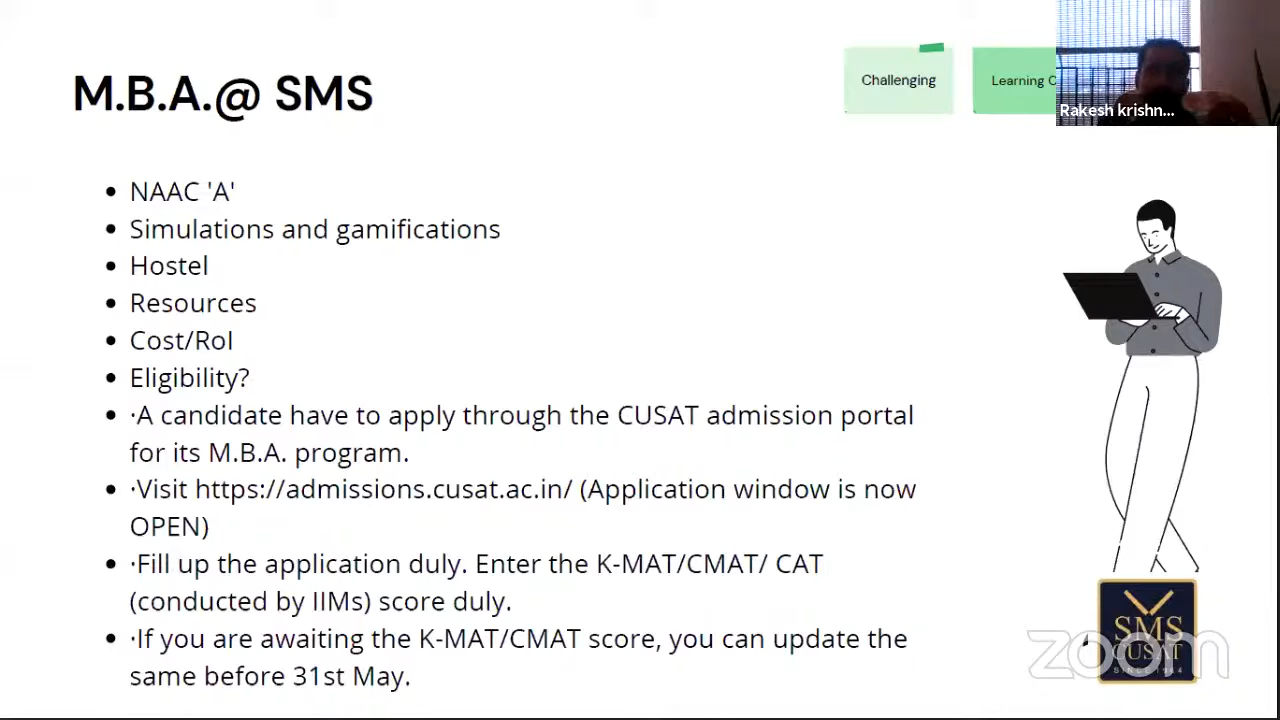 M.B.A.@ SMS
Challenging
Learning
Rakesh krishn...
• NAAC 'A'
• Simulations and gamifications
• Hostel
• Resources
• Cost/RoI
• Eligibility?
• ·A candidate have to apply through the CUSAT admission portal
for its M.B.A. program.
• ·Visit https://admissions.cusat.ac.in/ (Application window is now
OPEN)
• ·Fill up the application duly. Enter the K-MAT/CMAT/ CAT
(conducted by IIMs) score duly.
• ·If you are awaiting the K-MAT/CMAT score, you can update the
same before 31st May.
SMS
CUSAT
SINCE 1964
zoom